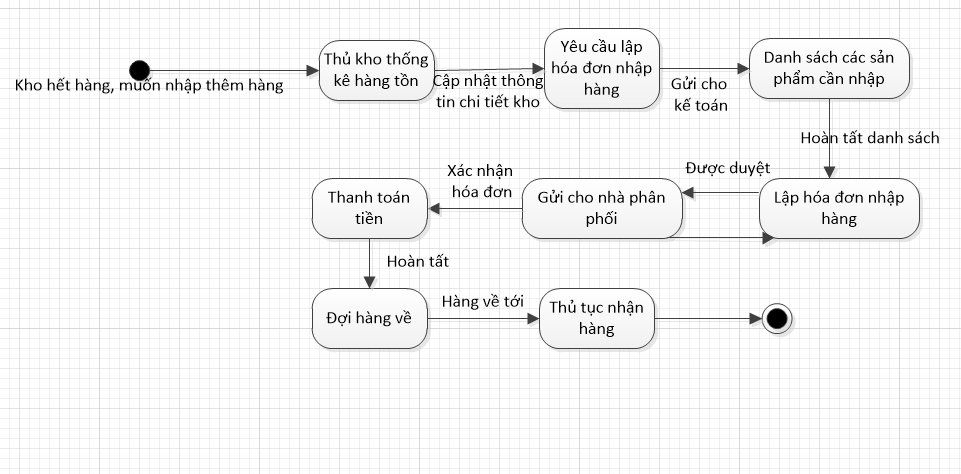 Kho hết hàng, muốn nhập thêm hàng
Thủ kho thống
kê hàng tồn
Cập nhật thông
tin chi tiết kho
Yêu cầu lập
hóa đơn nhập
hàng
Gửi cho
kế toán
Danh sách các sản
phẩm cần nhập
Hoàn tất danh sách
Lập hóa đơn nhập
hàng
Được duyệt
Gửi cho nhà phân
phối
Xác nhận
hóa đơn
Thanh toán
tiền
Hoàn tất
Đợi hàng về
Hàng về tới
Thủ tục nhận
hàng